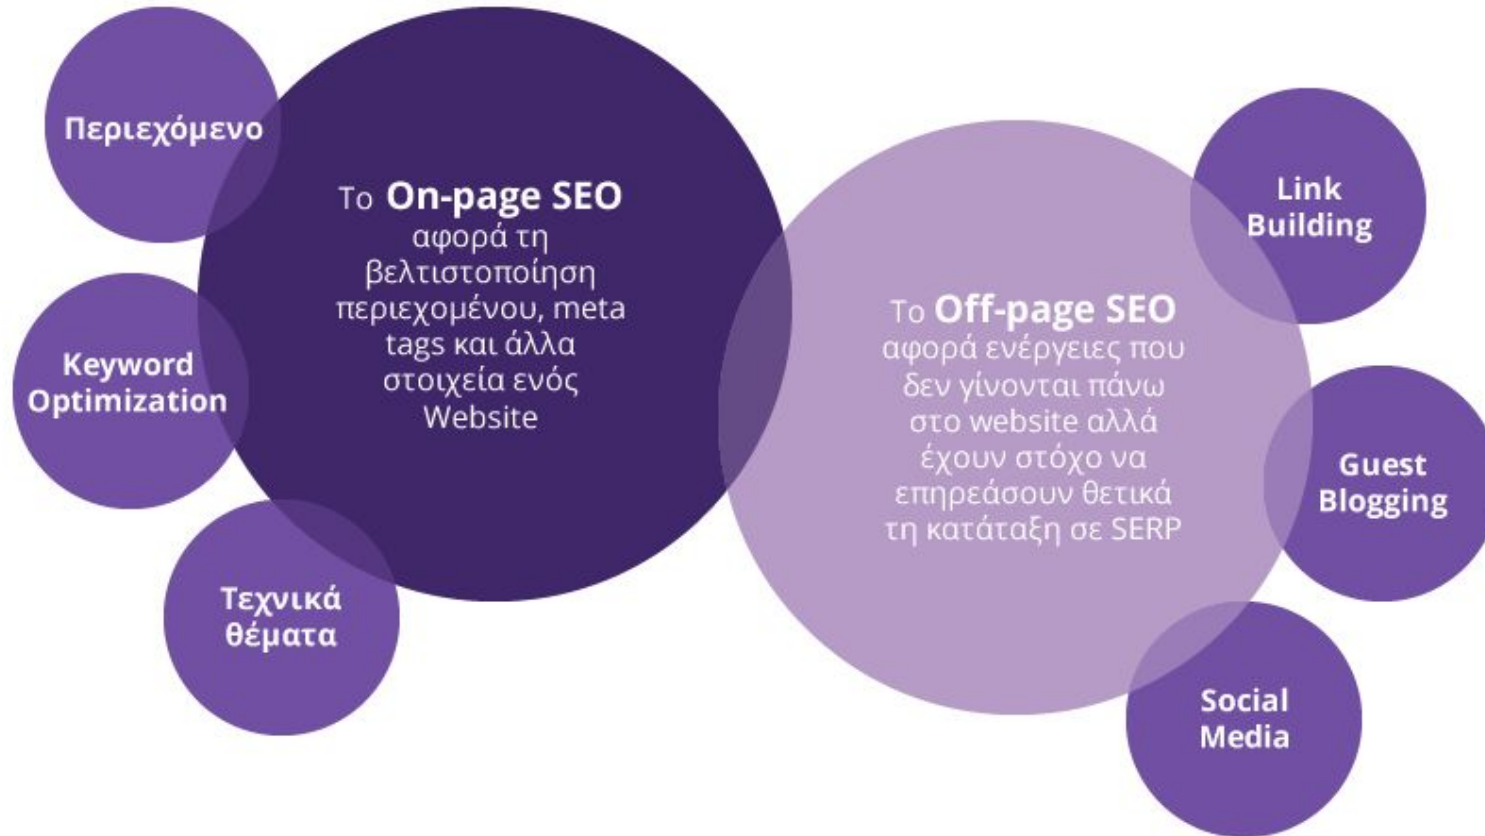 Περιεχόμενο
Keyword
Optimization
Τεχνικά
θέματα
Το On-page SEO
αφορά τη
βελτιστοποίηση
περιεχομένου, meta
tags και άλλα
στοιχεία ενός
Website
Το Off-page SEO
αφορά ενέργειες που
δεν γίνονται πάνω
στο website αλλά
έχουν στόχο να
επηρεάσουν θετικά
τη κατάταξη σε SERP
Link
Building
Guest
Blogging
Social
Media